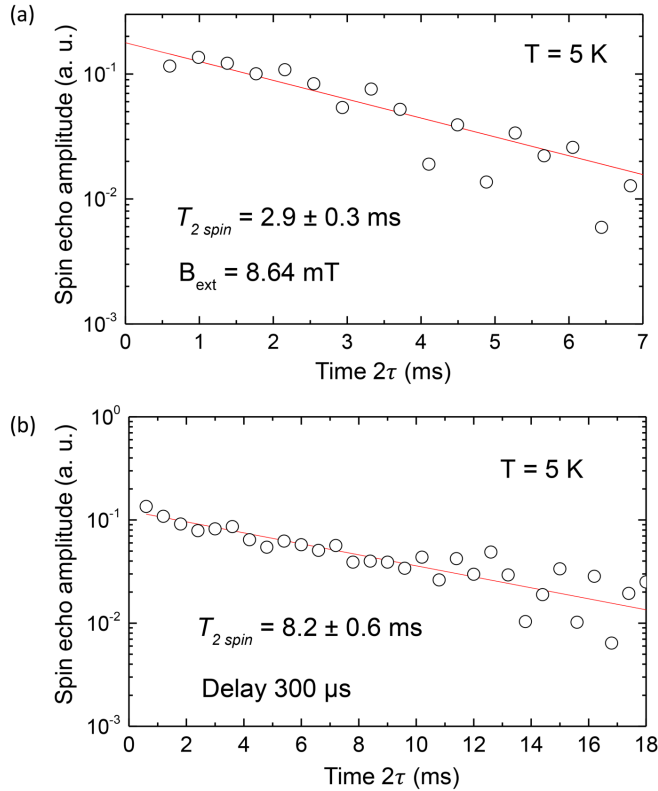 (a)
Spin echo amplitude (a. u.)
10⁻¹
10⁻²
10⁻³
T = 5 K
T₂ ₛₚᵢₙ = 2.9 ± 0.3 ms
Bₑₓₜ = 8.64 mT
0 1 2 3 4 5 6 7
Time 2τ (ms)
(b)
Spin echo amplitude (a. u.)
10⁰
10⁻¹
10⁻²
10⁻³
T = 5 K
T₂ ₛₚᵢₙ = 8.2 ± 0.6 ms
Delay 300 µs
0 2 4 6 8 10 12 14 16 18
Time 2τ (ms)